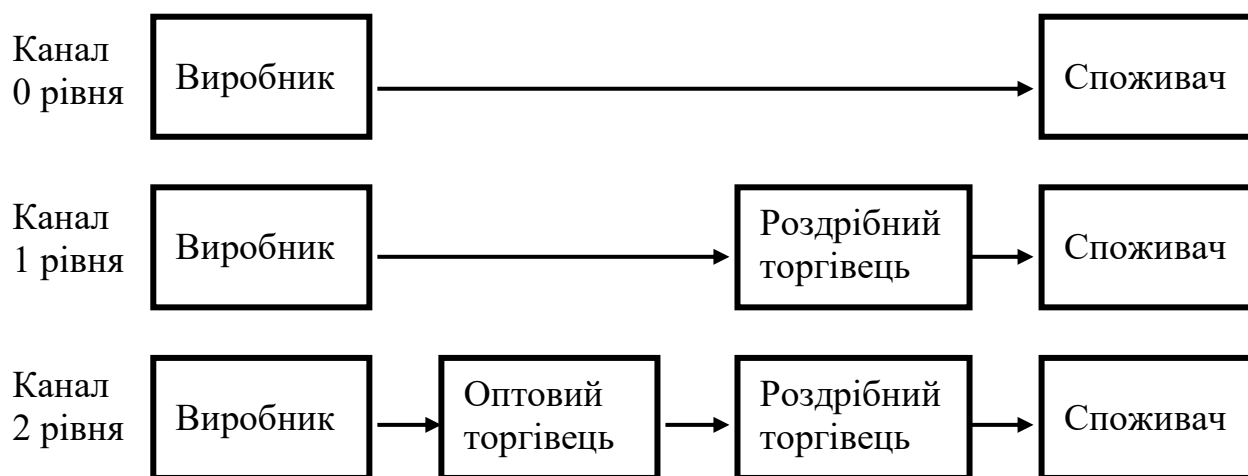 Канал
0 рівня
Виробник
Споживач
Канал
1 рівня
Виробник
Роздрібний
торгівець
Споживач
Канал
2 рівня
Виробник
Оптовий
торгівець
Роздрібний
торгівець
Споживач